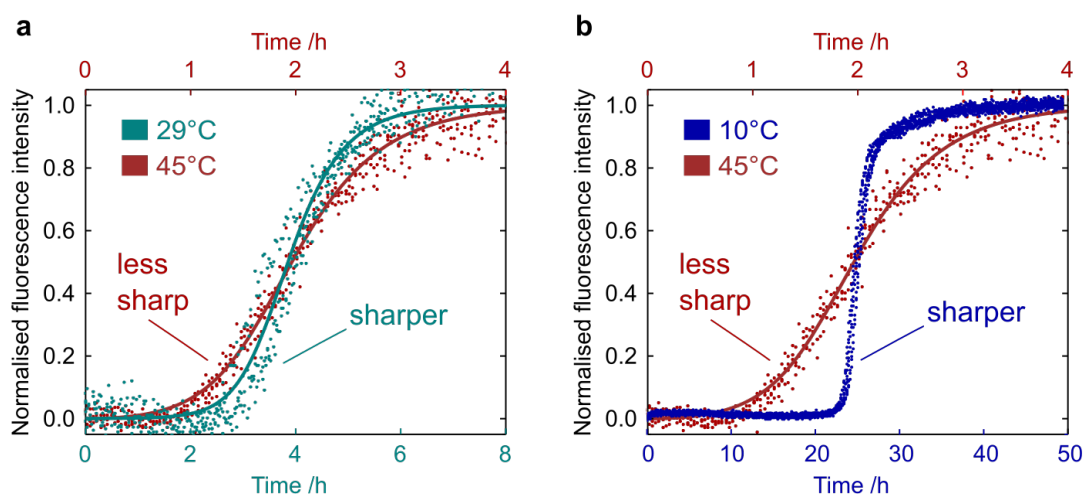 a
Time /h
0 1 2 3 4
Normalised fluorescence intensity
1.0
0.8
0.6
0.4
0.2
0.0
29°C
45°C
less
sharp
sharper
0 2 4 6 8
Time /h
b
Time /h
0 1 2 3 4
Normalised fluorescence intensity
1.0
0.8
0.6
0.4
0.2
0.0
10°C
45°C
less
sharp
sharper
0 10 20 30 40 50
Time /h